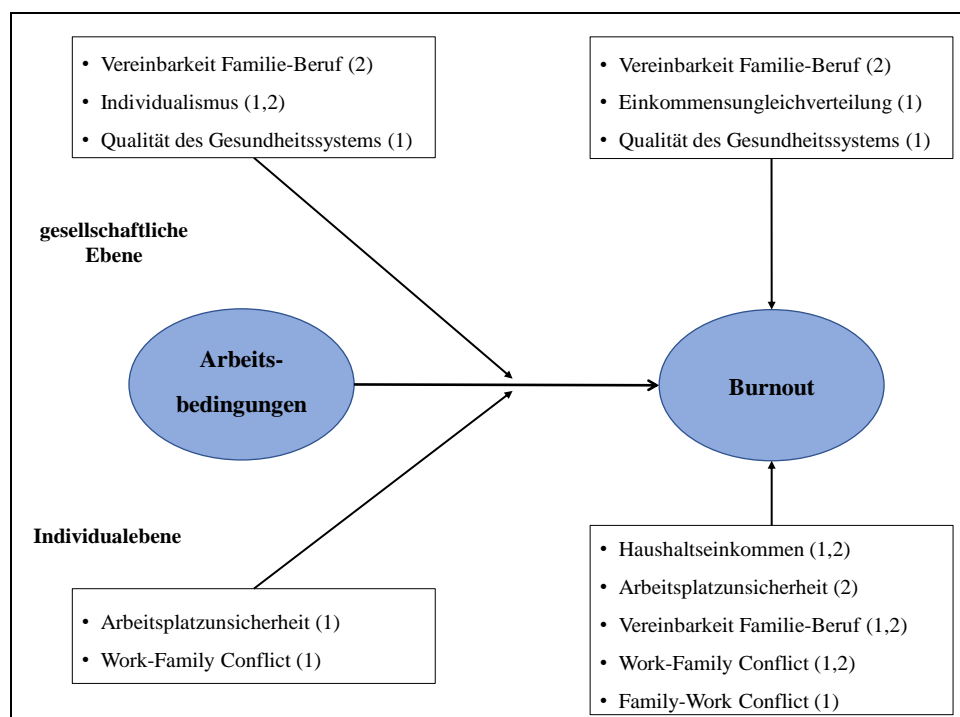 • Vereinbarkeit Familie-Beruf (2)
• Individualismus (1,2)
• Qualität des Gesundheitssystems (1)
• Vereinbarkeit Familie-Beruf (2)
• Einkommensungleichverteilung (1)
• Qualität des Gesundheitssystems (1)
gesellschaftliche
Ebene
Arbeits-
bedingungen
Burnout
Individualebene
• Arbeitsplatzunsicherheit (1)
• Work-Family Conflict (1)
• Haushaltseinkommen (1,2)
• Arbeitsplatzunsicherheit (2)
• Vereinbarkeit Familie-Beruf (1,2)
• Work-Family Conflict (1,2)
• Family-Work Conflict (1)